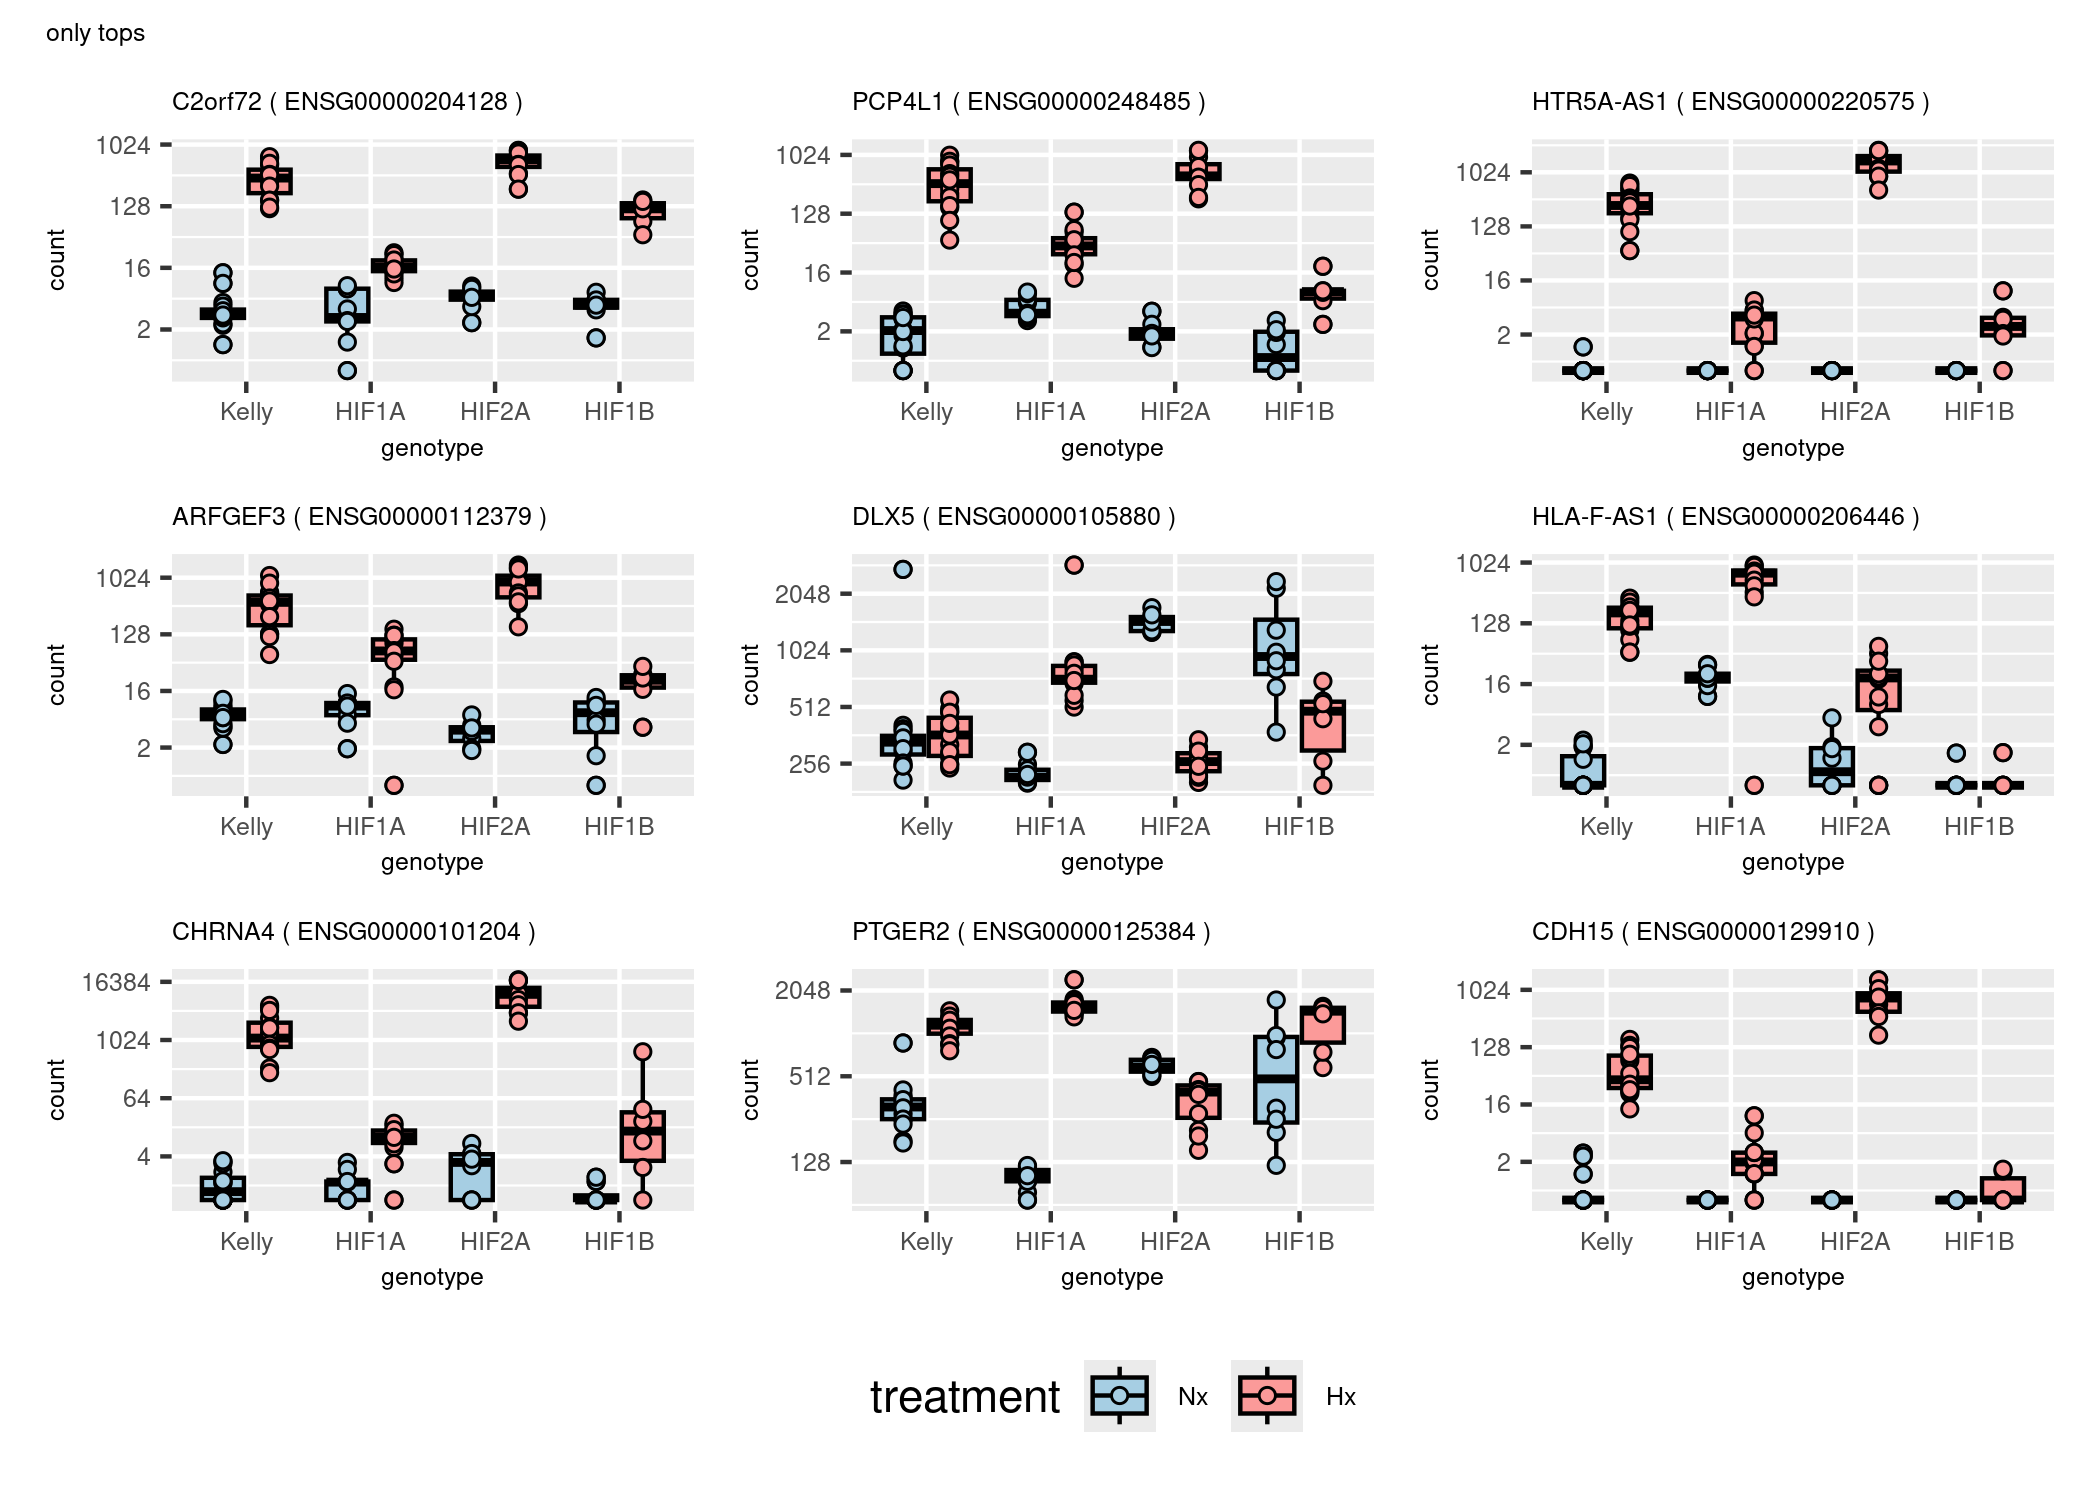 only tops
C2orf72 ( ENSG00000204128 )
1024
128
16
2
count
Kelly HIF1A HIF2A HIF1B
genotype
PCP4L1 ( ENSG00000248485 )
1024
128
16
2
count
Kelly HIF1A HIF2A HIF1B
genotype
HTR5A-AS1 ( ENSG00000220575 )
1024
128
16
2
count
Kelly HIF1A HIF2A HIF1B
genotype
ARFGEF3 ( ENSG00000112379 )
1024
128
16
2
count
Kelly HIF1A HIF2A HIF1B
genotype
DLX5 ( ENSG00000105880 )
2048
1024
512
256
count
Kelly HIF1A HIF2A HIF1B
genotype
HLA-F-AS1 ( ENSG00000206446 )
1024
128
16
2
count
Kelly HIF1A HIF2A HIF1B
genotype
CHRNA4 ( ENSG00000101204 )
16384
1024
64
4
count
Kelly HIF1A HIF2A HIF1B
genotype
PTGER2 ( ENSG00000125384 )
2048
512
128
count
Kelly HIF1A HIF2A HIF1B
genotype
CDH15 ( ENSG00000129910 )
1024
128
16
2
count
Kelly HIF1A HIF2A HIF1B
genotype
treatment Nx Hx